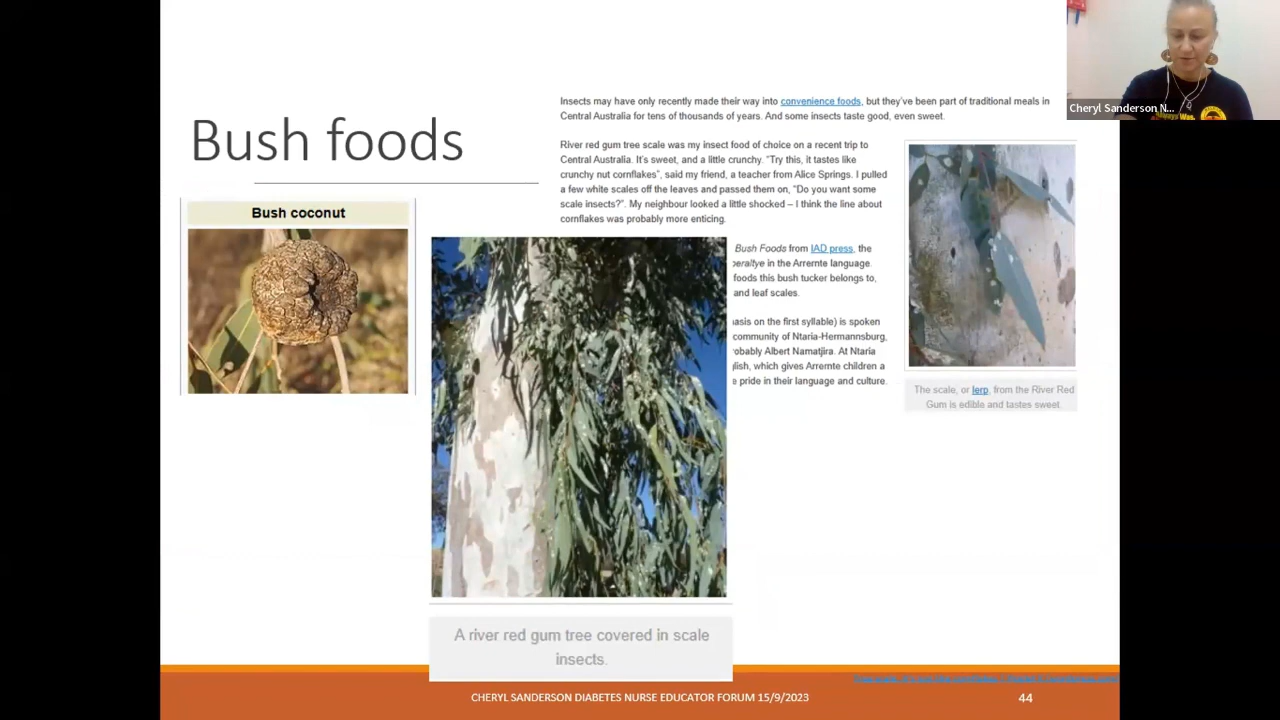 Cheryl Sanderson N...
Bush foods
Bush coconut
Insects may have only recently made their way into convenience foods, but they've been part of traditional meals in
Central Australia for tens of thousands of years. And some insects taste good, even sweet.
River red gum tree scale was my insect food of choice on a recent trip to
Central Australia. It's sweet, and a little crunchy. "Try this, it tastes like
crunchy nut cornflakes", said my friend, a teacher from Alice Springs. I pulled
a few white scales off the leaves and passed them on, "Do you want some
scale insects?". My neighbour looked a little shocked – I think the line about
cornflakes was probably more enticing.
Bush Foods from IAD press, the
in the Arrernte language.
foods this bush tucker belongs to,
and leaf scales.
on the first syllable) is spoken
community of Ntaria-Hermannsburg,
Albert Namatjira. At Ntaria
which gives Arrernte children a
pride in their language and culture.
The scale, or lerp, from the River Red
Gum is edible and tastes sweet.
A river red gum tree covered in scale
insects.
CHERYL SANDERSON DIABETES NURSE EDUCATOR FORUM 15/9/2023
44